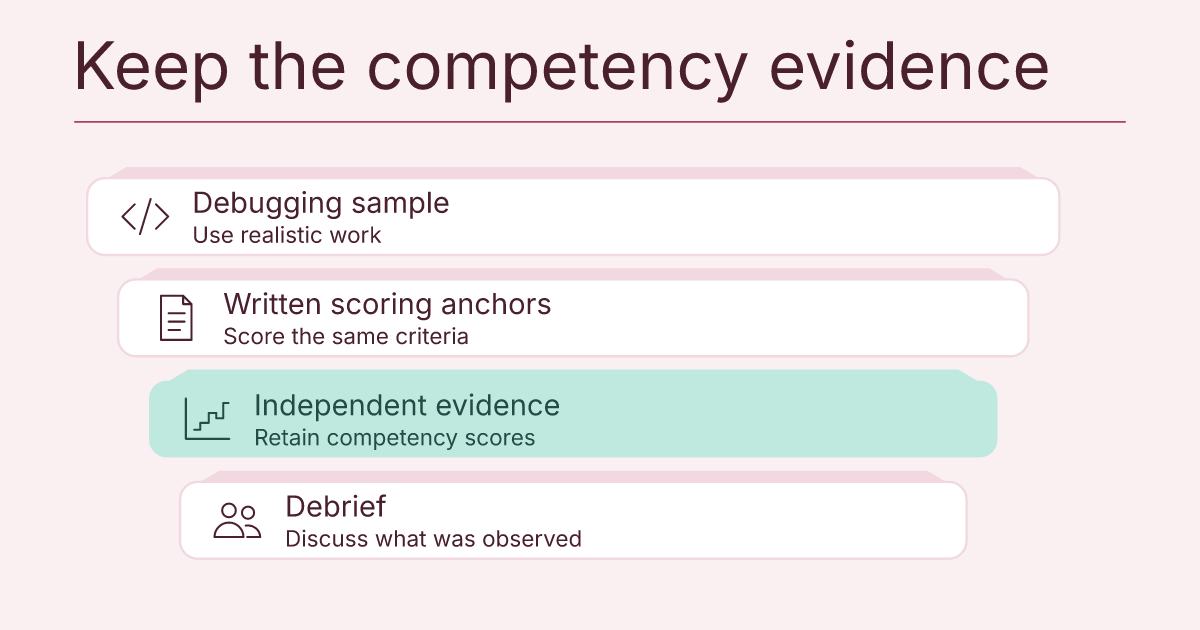 Keep the competency evidence
Debugging sample
Use realistic work
Written scoring anchors
Score the same criteria
Independent evidence
Retain competency scores
Debrief
Discuss what was observed